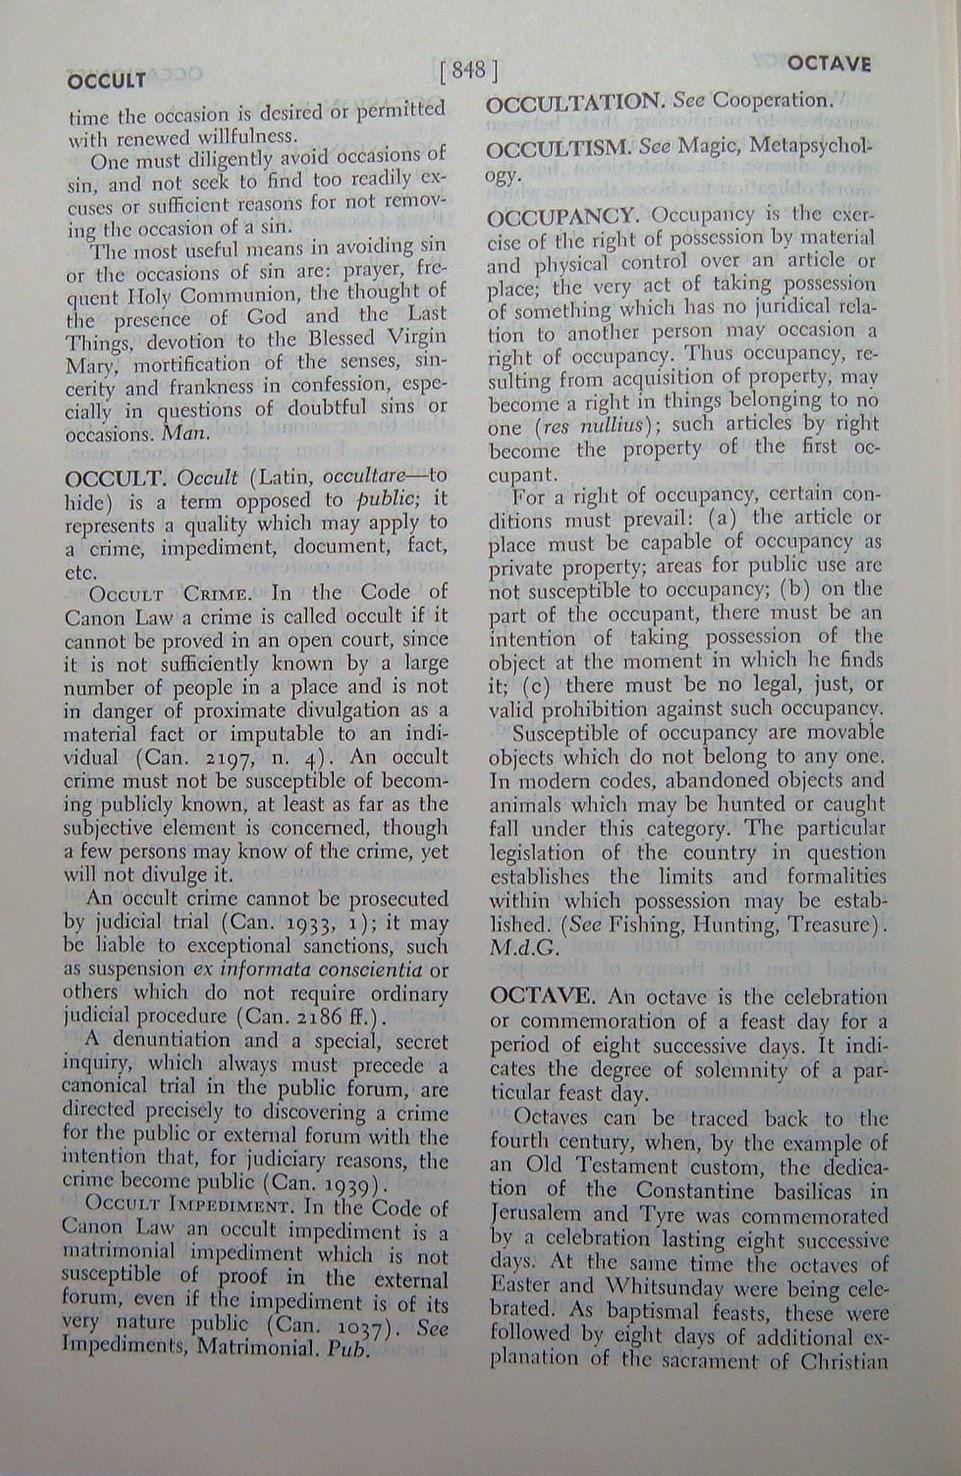 OCCULT
[ 848 ]
OCTAVE
time the occasion is desired or permitted
with renewed willfulness.
One must diligently avoid occasions of
sin, and not seek to find too readily ex-
cuses or sufficient reasons for not remov-
ing the occasion of a sin.
The most useful means in avoiding sin
or the occasions of sin are: prayer, fre-
quent Holy Communion, the thought of
the presence of God and the Last
Things, devotion to the Blessed Virgin
Mary, mortification of the senses, sin-
cerity and frankness in confession, espe-
cially in questions of doubtful sins or
occasions. Man.
OCCULT. Occult (Latin, occultare—to
hide) is a term opposed to public; it
represents a quality which may apply to
a crime, impediment, document, fact,
etc.
OCCULT CRIME. In the Code of
Canon Law a crime is called occult if it
cannot be proved in an open court, since
it is not sufficiently known by a large
number of people in a place and is not
in danger of proximate divulgation as a
material fact or imputable to an indi-
vidual (Can. 2197, n. 4). An occult
crime must not be susceptible of becom-
ing publicly known, at least as far as the
subjective element is concerned, though
a few persons may know of the crime, yet
will not divulge it.
An occult crime cannot be prosecuted
by judicial trial (Can. 1933, 1); it may
be liable to exceptional sanctions, such
as suspension ex informata conscientia or
others which do not require ordinary
judicial procedure (Can. 2186 ff.).
A denuntiation and a special, secret
inquiry, which always must precede a
canonical trial in the public forum, are
directed precisely to discovering a crime
for the public or external forum with the
intention that, for judiciary reasons, the
crime become public (Can. 1939).
OCCULT IMPEDIMENT. In the Code of
Canon Law an occult impediment is a
matrimonial impediment which is not
susceptible of proof in the external
forum, even if the impediment is of its
very nature public (Can. 1037). See
Impediments, Matrimonial. Pub.
OCCULTATION. See Cooperation.
OCCULTISM. See Magic, Metapsychol-
ogy.
OCCUPANCY. Occupancy is the exer-
cise of the right of possession by material
and physical control over an article or
place; the very act of taking possession
of something which has no juridical rela-
tion to another person may occasion a
right of occupancy. Thus occupancy, re-
sulting from acquisition of property, may
become a right in things belonging to no
one (res nullius); such articles by right
become the property of the first oc-
cupant.
For a right of occupancy, certain con-
ditions must prevail: (a) the article or
place must be capable of occupancy as
private property; areas for public use are
not susceptible to occupancy; (b) on the
part of the occupant, there must be an
intention of taking possession of the
object at the moment in which he finds
it; (c) there must be no legal, just, or
valid prohibition against such occupancy.
Susceptible of occupancy are movable
objects which do not belong to any one.
In modern codes, abandoned objects and
animals which may be hunted or caught
fall under this category. The particular
legislation of the country in question
establishes the limits and formalities
within which possession may be estab-
lished. (See Fishing, Hunting, Treasure).
M.d.G.
OCTAVE. An octave is the celebration
or commemoration of a feast day for a
period of eight successive days. It indi-
cates the degree of solemnity of a par-
ticular feast day.
Octaves can be traced back to the
fourth century, when, by the example of
an Old Testament custom, the dedica-
tion of the Constantine basilicas in
Jerusalem and Tyre was commemorated
by a celebration lasting eight successive
days. At the same time the octaves of
Easter and Whitsunday were being cele-
brated. As baptismal feasts, these were
followed by eight days of additional ex-
planation of the sacrament of Christian